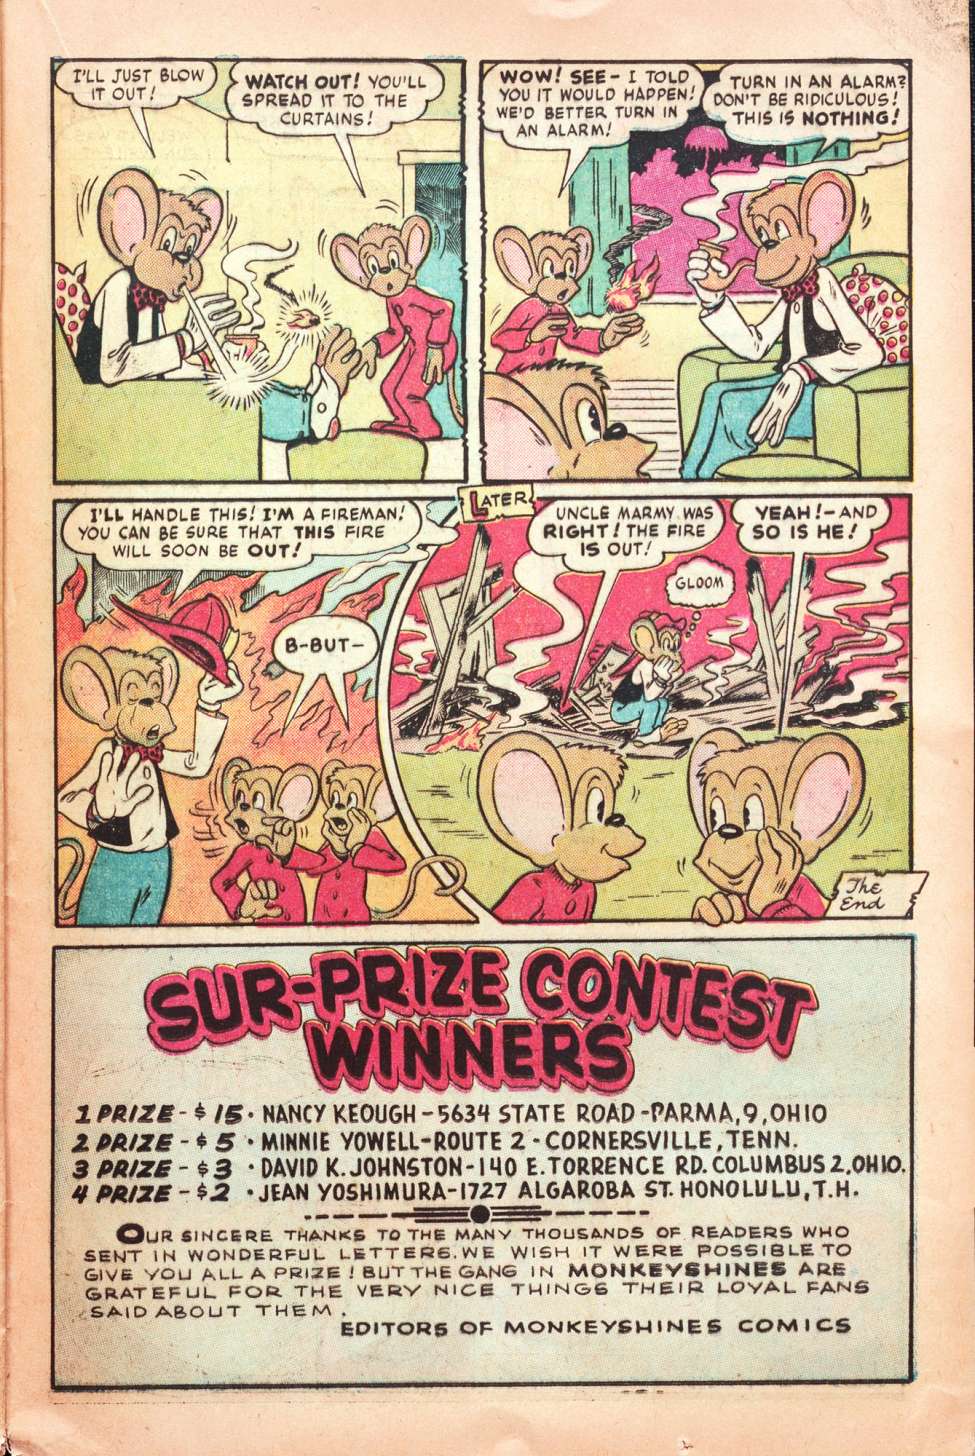 I'LL JUST BLOW
IT OUT!
WATCH OUT! YOU'LL
SPREAD IT TO THE
CURTAINS!
WOW! SEE- I TOLD
YOU IT WOULD HAPPEN!
WE'D BETTER TURN IN
AN ALARM!
TURN IN AN ALARM?
DON'T BE RIDICULOUS!
THIS IS NOTHING!
I'LL HANDLE THIS! I'M A FIREMAN!
YOU CAN BE SURE THAT THIS FIRE
WILL SOON BE OUT!
B-BUT-
LATER
UNCLE MARMY WAS
RIGHT! THE FIRE
IS OUT!
YEAH!-AND
SO IS HE!
GLOOM
The
End
SUR-PRIZE CONTEST
WINNERS
1 PRIZE - $15 • NANCY KEOUGH - 5634 STATE ROAD - PARMA, 9, OHIO
2 PRIZE - $5 • MINNIE YOWELL - ROUTE 2 - CORNERSVILLE, TENN.
3 PRIZE - $3 • DAVID K. JOHNSTON - 140 E. TORRENCE RD. COLUMBUS 2, OHIO.
4 PRIZE - $2 • JEAN YOSHIMURA - 1727 ALGAROBA ST. HONOLULU, T.H.
OUR SINCERE THANKS TO THE MANY THOUSANDS OF READERS WHO
SENT IN WONDERFUL LETTERS. WE WISH IT WERE POSSIBLE TO
GIVE YOU ALL A PRIZE! BUT THE GANG IN MONKEYSHINES ARE
GRATEFUL FOR THE VERY NICE THINGS THEIR LOYAL FANS
SAID ABOUT THEM.
EDITORS OF MONKEYSHINES COMICS